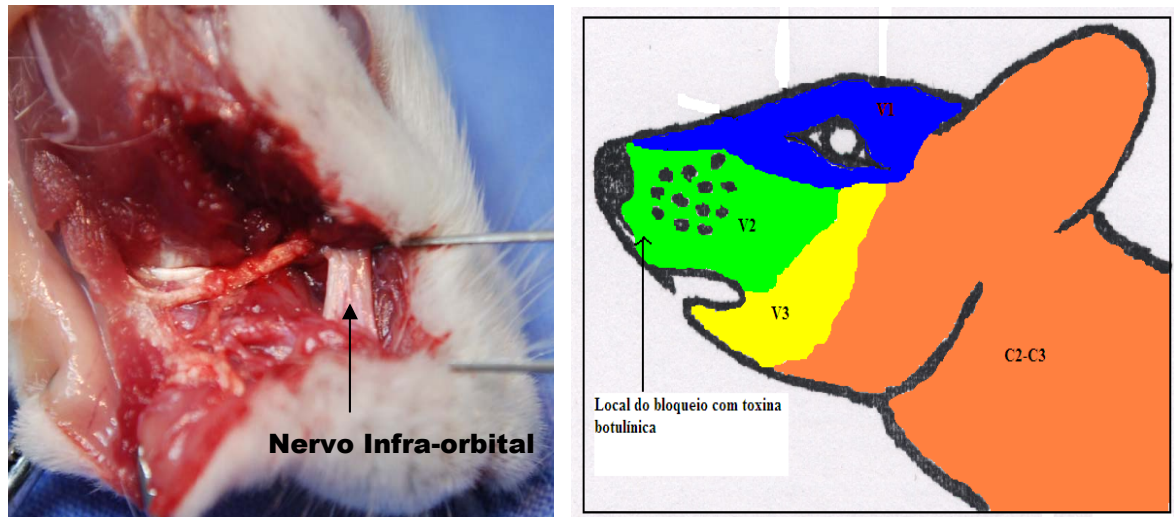 Nervo Infra-orbital
V1
V2
V3
C2-C3
Local do bloqueio com toxina
botulínica